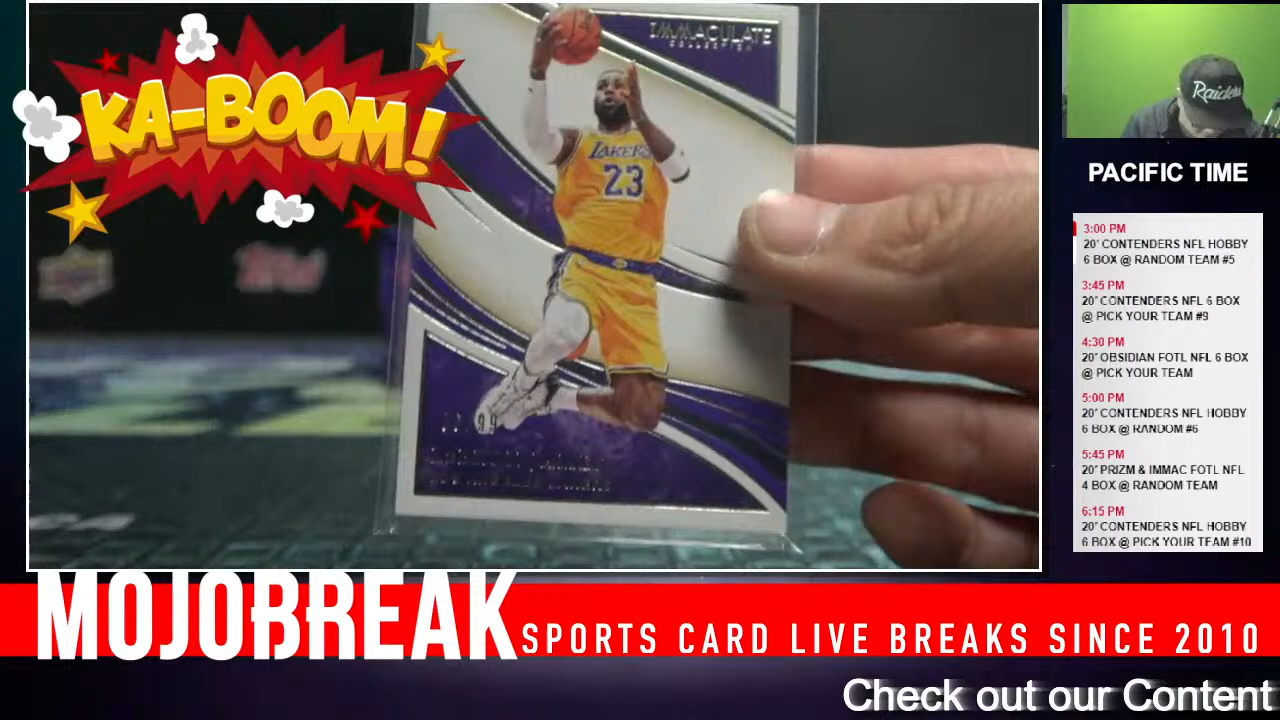 KA-BOOM!
IMMACULATE
COLLECTION
LAKERS
23
Raiders
PACIFIC TIME
3:00 PM
20' CONTENDERS NFL HOBBY
6 BOX @ RANDOM TEAM #5
3:45 PM
20' CONTENDERS NFL 6 BOX
@ PICK YOUR TEAM #9
4:30 PM
20' OBSIDIAN FOTL NFL 6 BOX
@ PICK YOUR TEAM
5:00 PM
20' CONTENDERS NFL HOBBY
6 BOX @ RANDOM #6
5:45 PM
20' PRIZM & IMMAC FOTL NFL
4 BOX @ RANDOM TEAM
6:15 PM
20' CONTENDERS NFL HOBBY
6 BOX @ PICK YOUR TEAM #10
MOJOBREAK
SPORTS CARD LIVE BREAKS SINCE 2010
Check out our Content